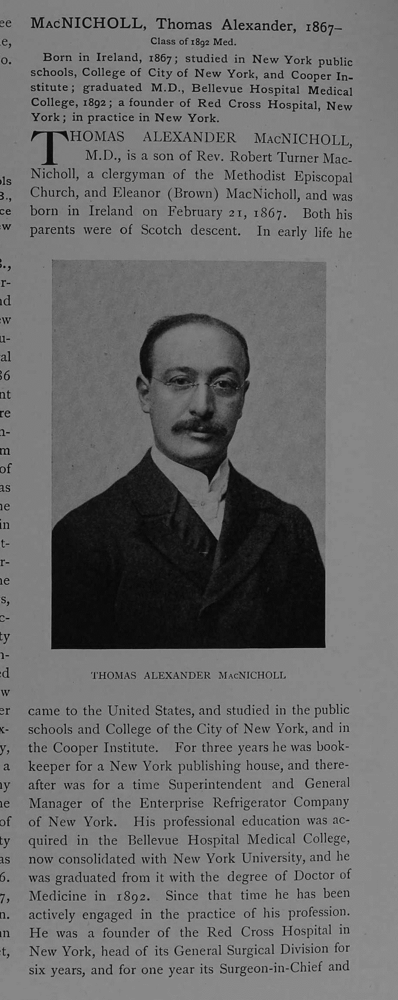 MACNICHOLL, Thomas Alexander, 1867–
Class of 1892 Med.
Born in Ireland, 1867; studied in New York public
schools, College of City of New York, and Cooper In-
stitute; graduated M.D., Bellevue Hospital Medical
College, 1892; a founder of Red Cross Hospital, New
York; in practice in New York.
THOMAS ALEXANDER MACNICHOLL,
M.D., is a son of Rev. Robert Turner Mac-
Nicholl, a clergyman of the Methodist Episcopal
Church, and Eleanor (Brown) MacNicholl, and was
born in Ireland on February 21, 1867. Both his
parents were of Scotch descent. In early life he
THOMAS ALEXANDER MACNICHOLL
came to the United States, and studied in the public
schools and College of the City of New York, and in
the Cooper Institute. For three years he was book-
keeper for a New York publishing house, and there-
after was for a time Superintendent and General
Manager of the Enterprise Refrigerator Company
of New York. His professional education was ac-
quired in the Bellevue Hospital Medical College,
now consolidated with New York University, and he
was graduated from it with the degree of Doctor of
Medicine in 1892. Since that time he has been
actively engaged in the practice of his profession.
He was a founder of the Red Cross Hospital in
New York, head of its General Surgical Division for
six years, and for one year its Surgeon-in-Chief and